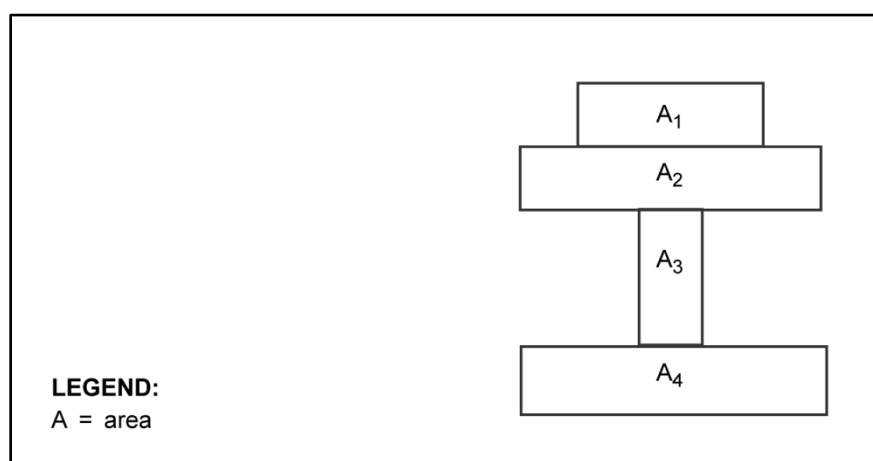 A₁
A₂
A₃
A₄
LEGEND:
A = area